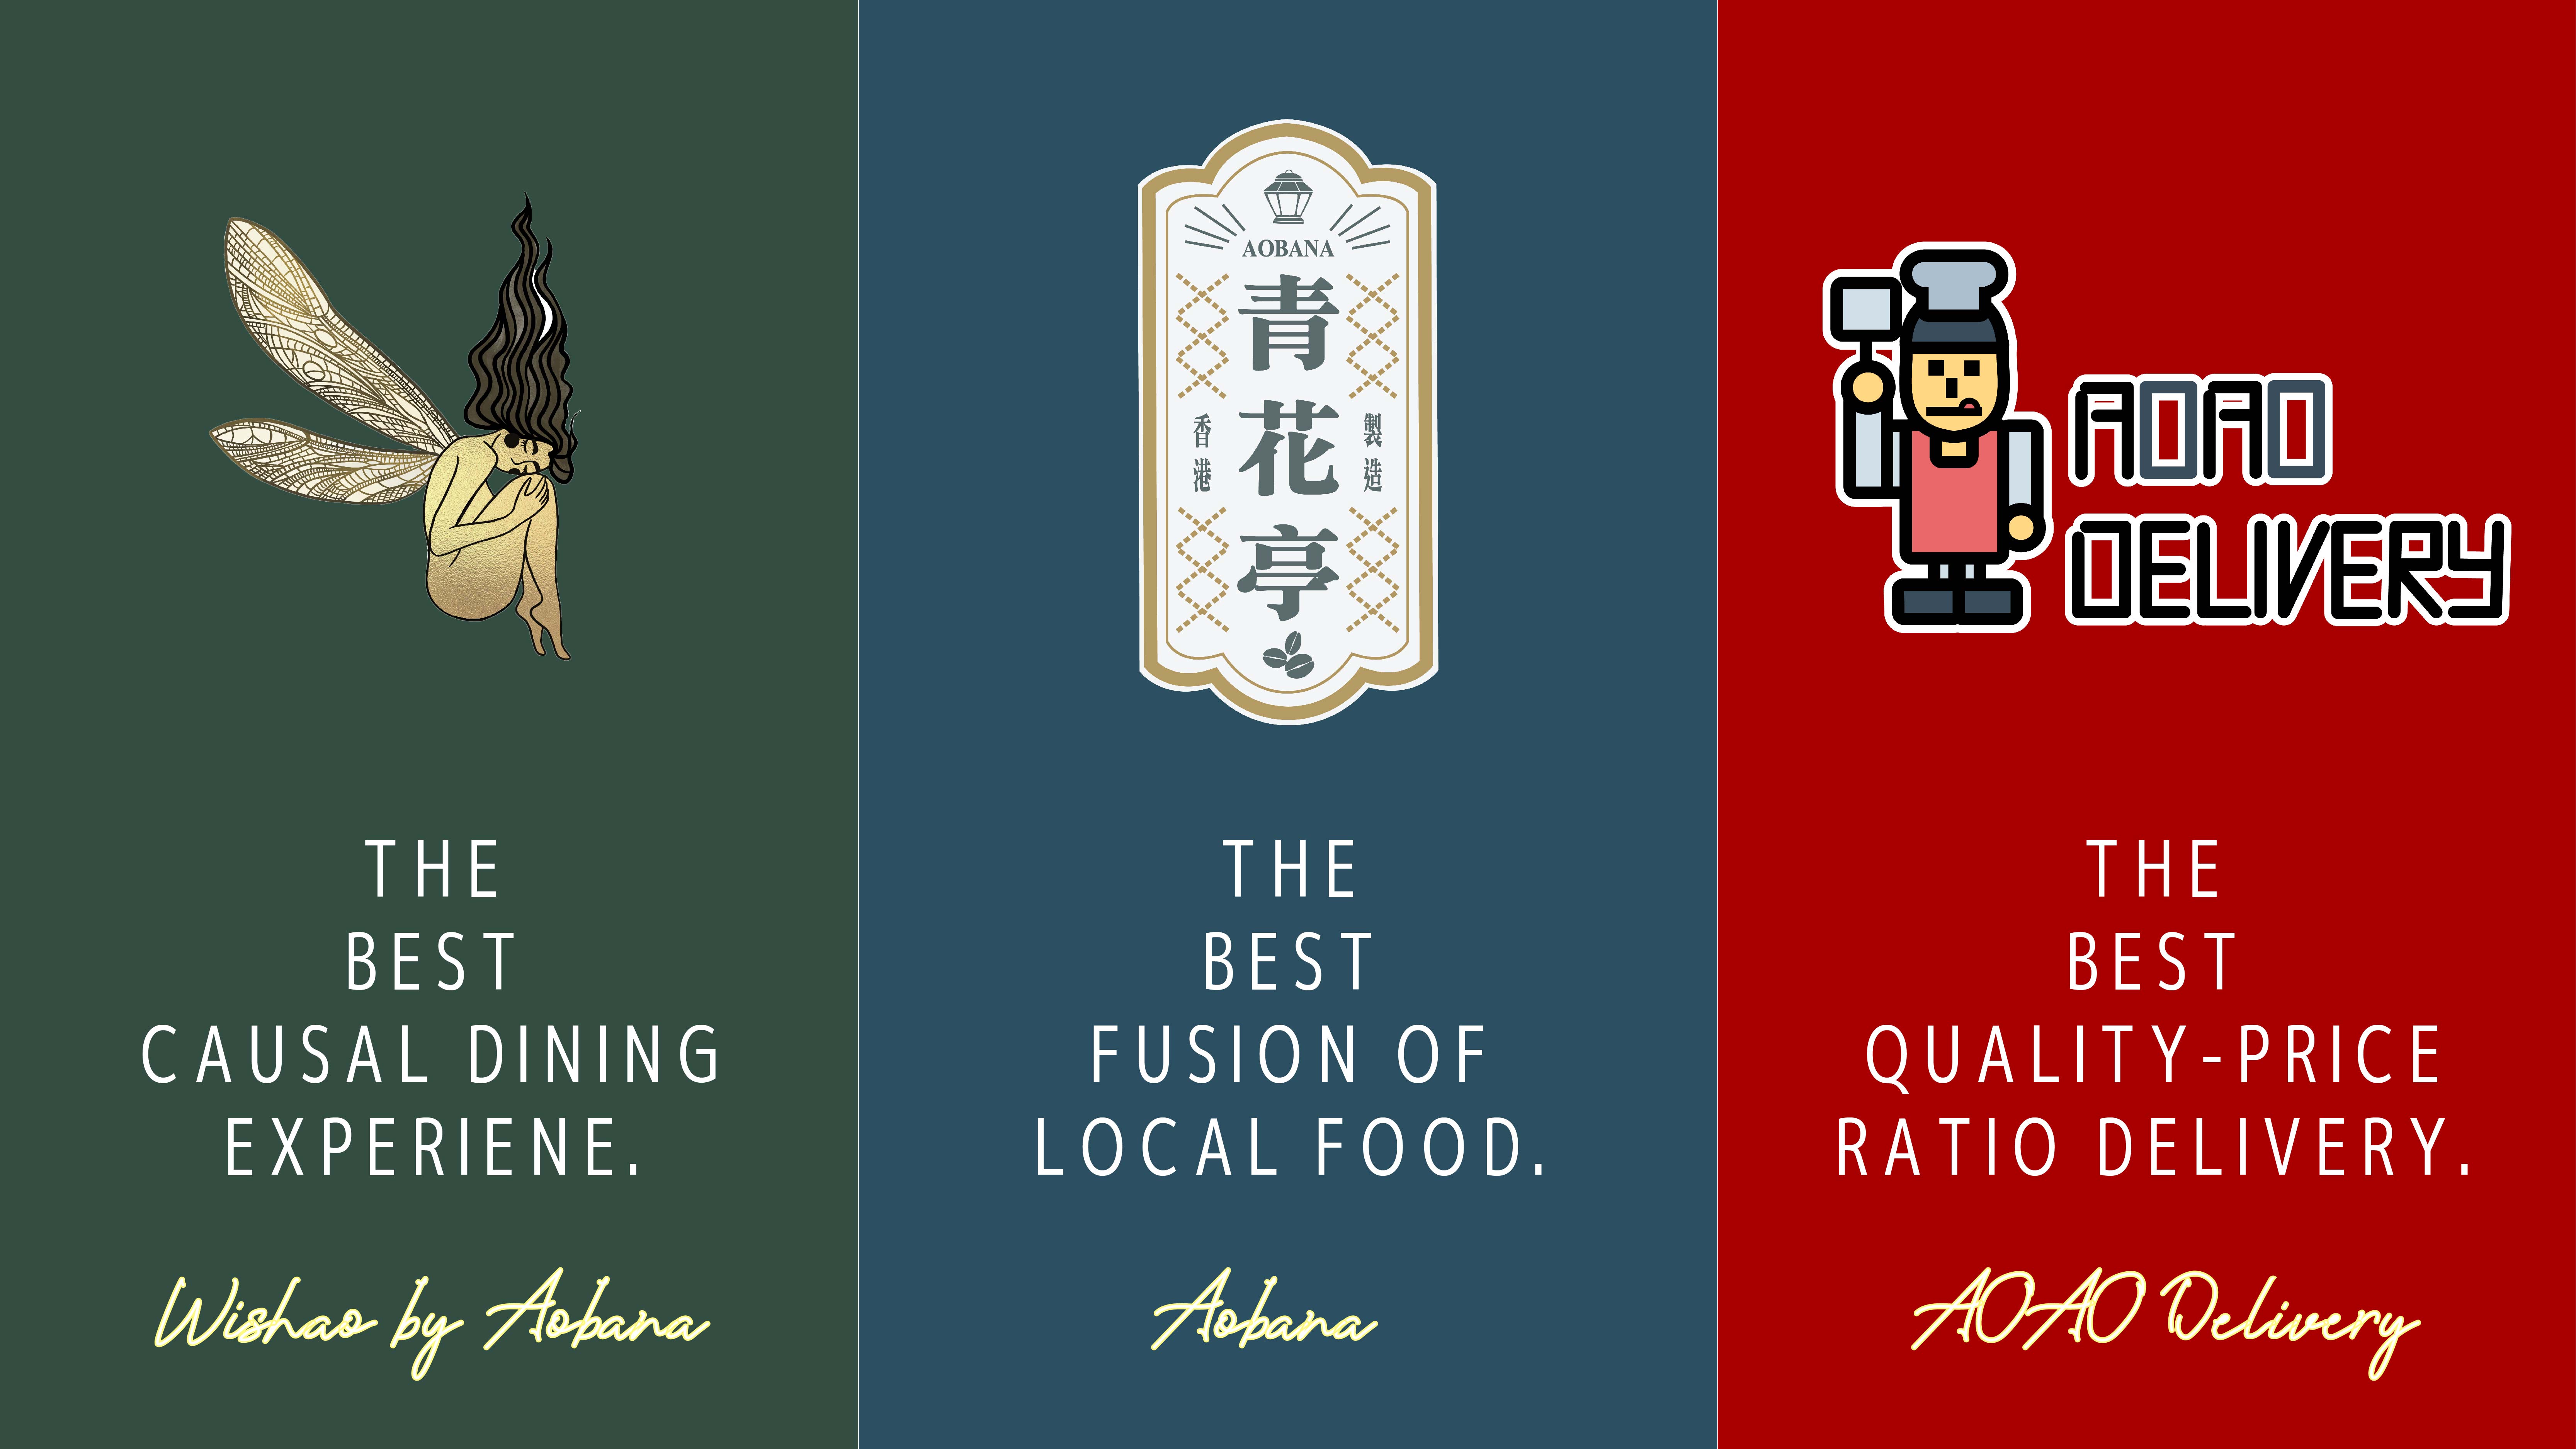 THE
BEST
CAUSAL DINING
EXPERIENE.
Wishao by Aobana
AOBANA
青花亭
香港
製造
THE
BEST
FUSION OF
LOCAL FOOD.
Aobana
AOAO
DELIVERY
THE
BEST
QUALITY-PRICE
RATIO DELIVERY.
AOAO Delivery